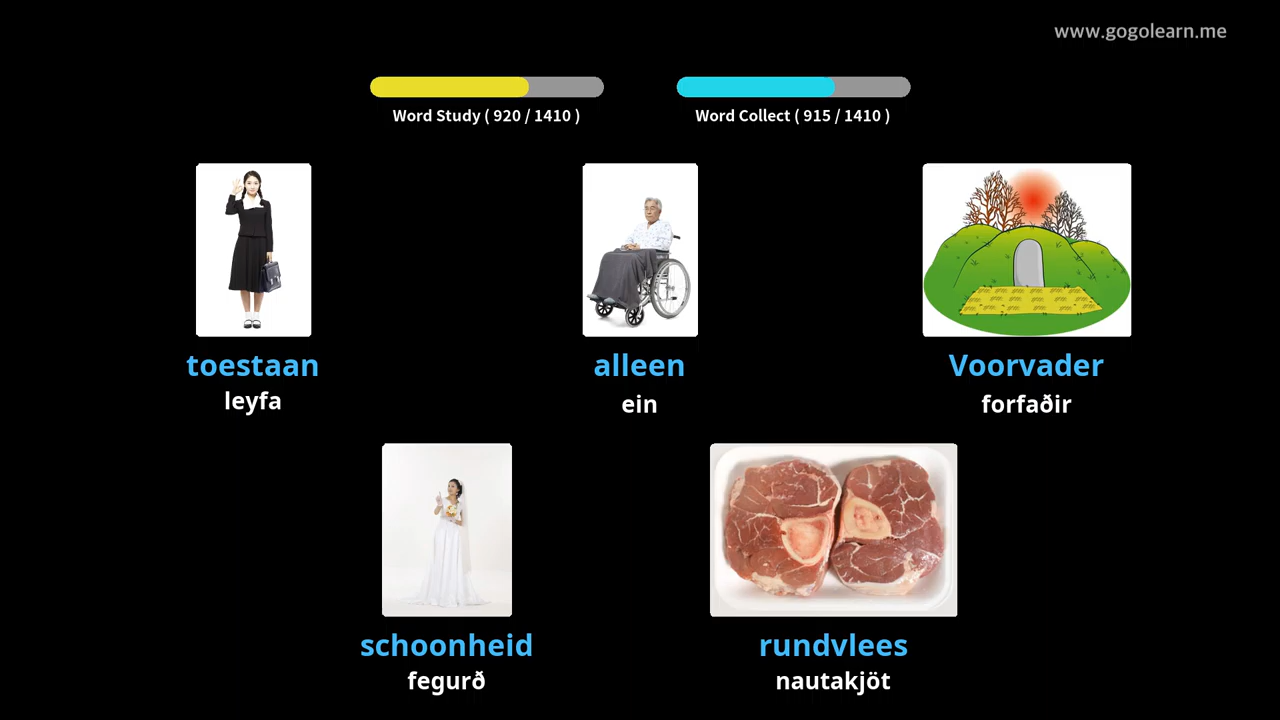 www.gogolearn.me
Word Study ( 920 / 1410 )
Word Collect ( 915 / 1410 )
toestaan
leyfa
alleen
ein
Voorvader
forfaðir
schoonheid
fegurð
rundvlees
nautakjöt